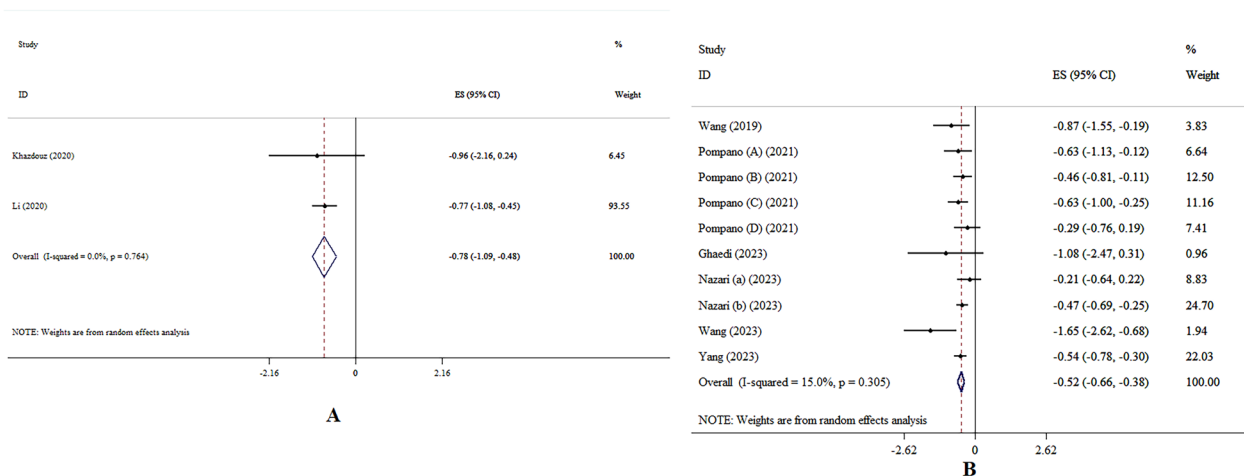 Study %
ID ES (95% CI) Weight
Khazdouz (2020) -0.96 (-2.16, 0.24) 6.45
Li (2020) -0.77 (-1.08, -0.45) 93.55
Overall (I-squared = 0.0%, p = 0.764) -0.78 (-1.09, -0.48) 100.00
NOTE: Weights are from random effects analysis
-2.16 0 2.16
A
Study %
ID ES (95% CI) Weight
Wang (2019) -0.87 (-1.55, -0.19) 3.83
Pompano (A) (2021) -0.63 (-1.13, -0.12) 6.64
Pompano (B) (2021) -0.46 (-0.81, -0.11) 12.50
Pompano (C) (2021) -0.63 (-1.00, -0.25) 11.16
Pompano (D) (2021) -0.29 (-0.76, 0.19) 7.41
Ghaedi (2023) -1.08 (-2.47, 0.31) 0.96
Nazari (a) (2023) -0.21 (-0.64, 0.22) 8.83
Nazari (b) (2023) -0.47 (-0.69, -0.25) 24.70
Wang (2023) -1.65 (-2.62, -0.68) 1.94
Yang (2023) -0.54 (-0.78, -0.30) 22.03
Overall (I-squared = 15.0%, p = 0.305) -0.52 (-0.66, -0.38) 100.00
NOTE: Weights are from random effects analysis
-2.62 0 2.62
B